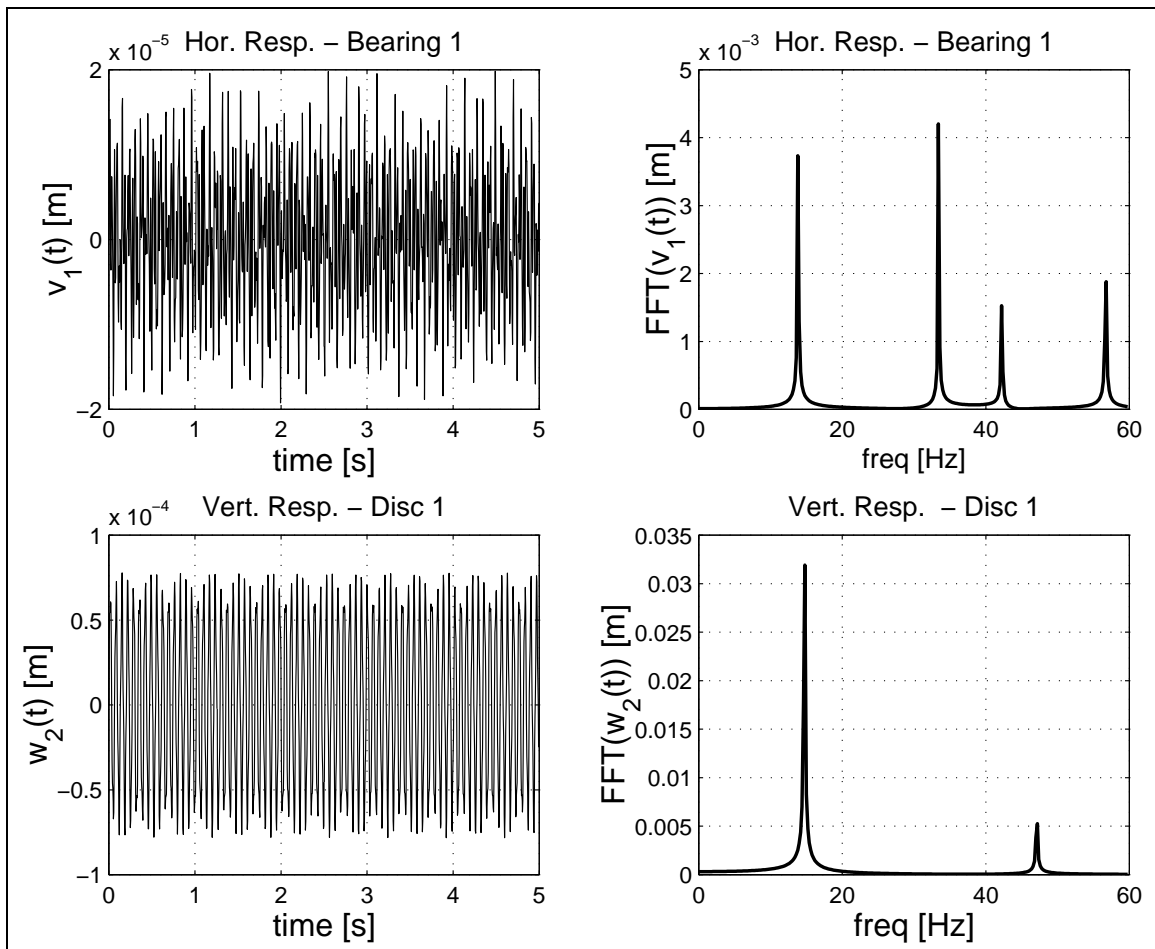 x 10⁻⁵ Hor. Resp. – Bearing 1
2
1
0
−1
−2
v₁(t) [m]
0 1 2 3 4 5
time [s]
x 10⁻³ Hor. Resp. – Bearing 1
5
4
3
2
1
0
FFT(v₁(t)) [m]
0 20 40 60
freq [Hz]
x 10⁻⁴ Vert. Resp. – Disc 1
1
0.5
0
−0.5
−1
w₂(t) [m]
0 1 2 3 4 5
time [s]
Vert. Resp. – Disc 1
0.035
0.03
0.025
0.02
0.015
0.01
0.005
0
FFT(w₂(t)) [m]
0 20 40 60
freq [Hz]